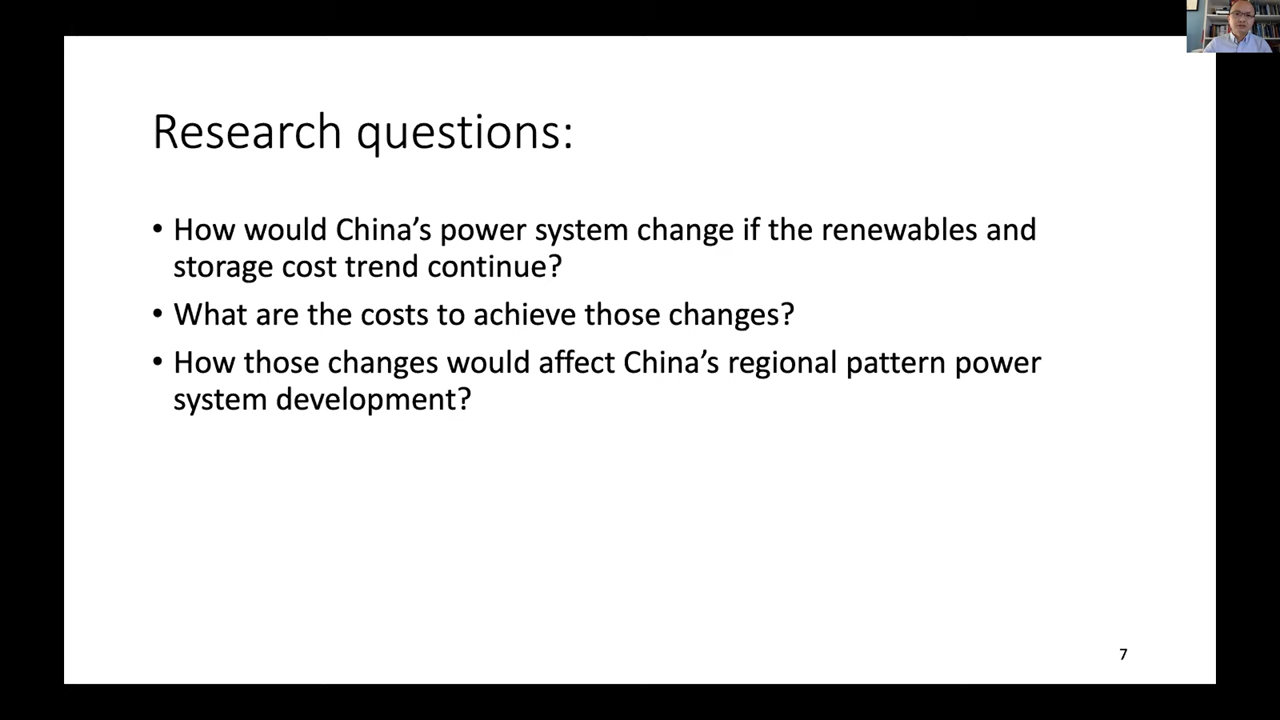 Research questions:
• How would China’s power system change if the renewables and
storage cost trend continue?
• What are the costs to achieve those changes?
• How those changes would affect China’s regional pattern power
system development?
7